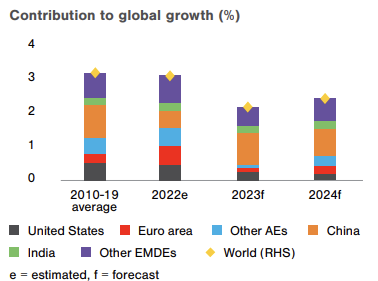 Contribution to global growth (%)
4
3
2
1
0
2010-19 2022e 2023f 2024f
average
United States Euro area Other AEs China
India Other EMDEs World (RHS)
e = estimated, f = forecast